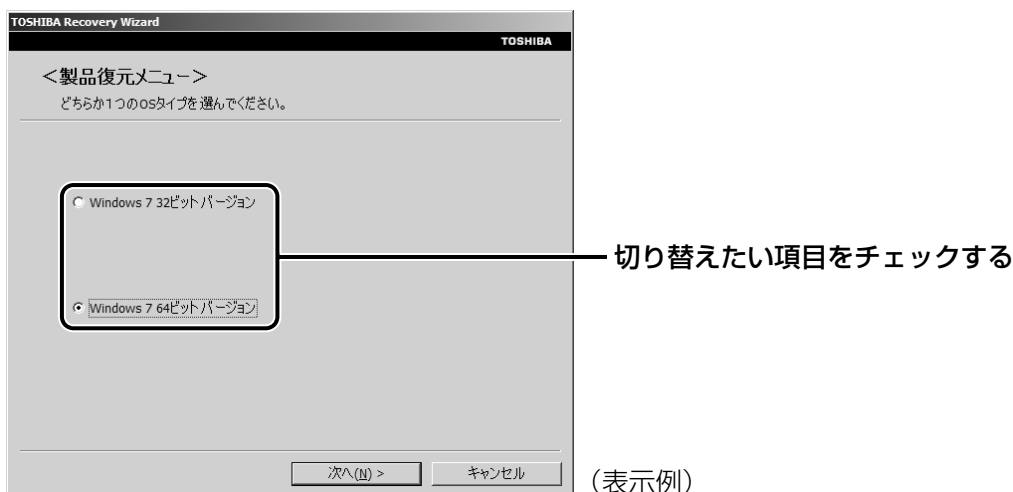 TOSHIBA Recovery Wizard
TOSHIBA
<製品復元メニュー>
どちらか1つのOSタイプを選んでください。
Windows 7 32ビットバージョン
切り替えたい項目をチェックする
Windows 7 64ビットバージョン
次へ(N) >
キャンセル
（表示例）